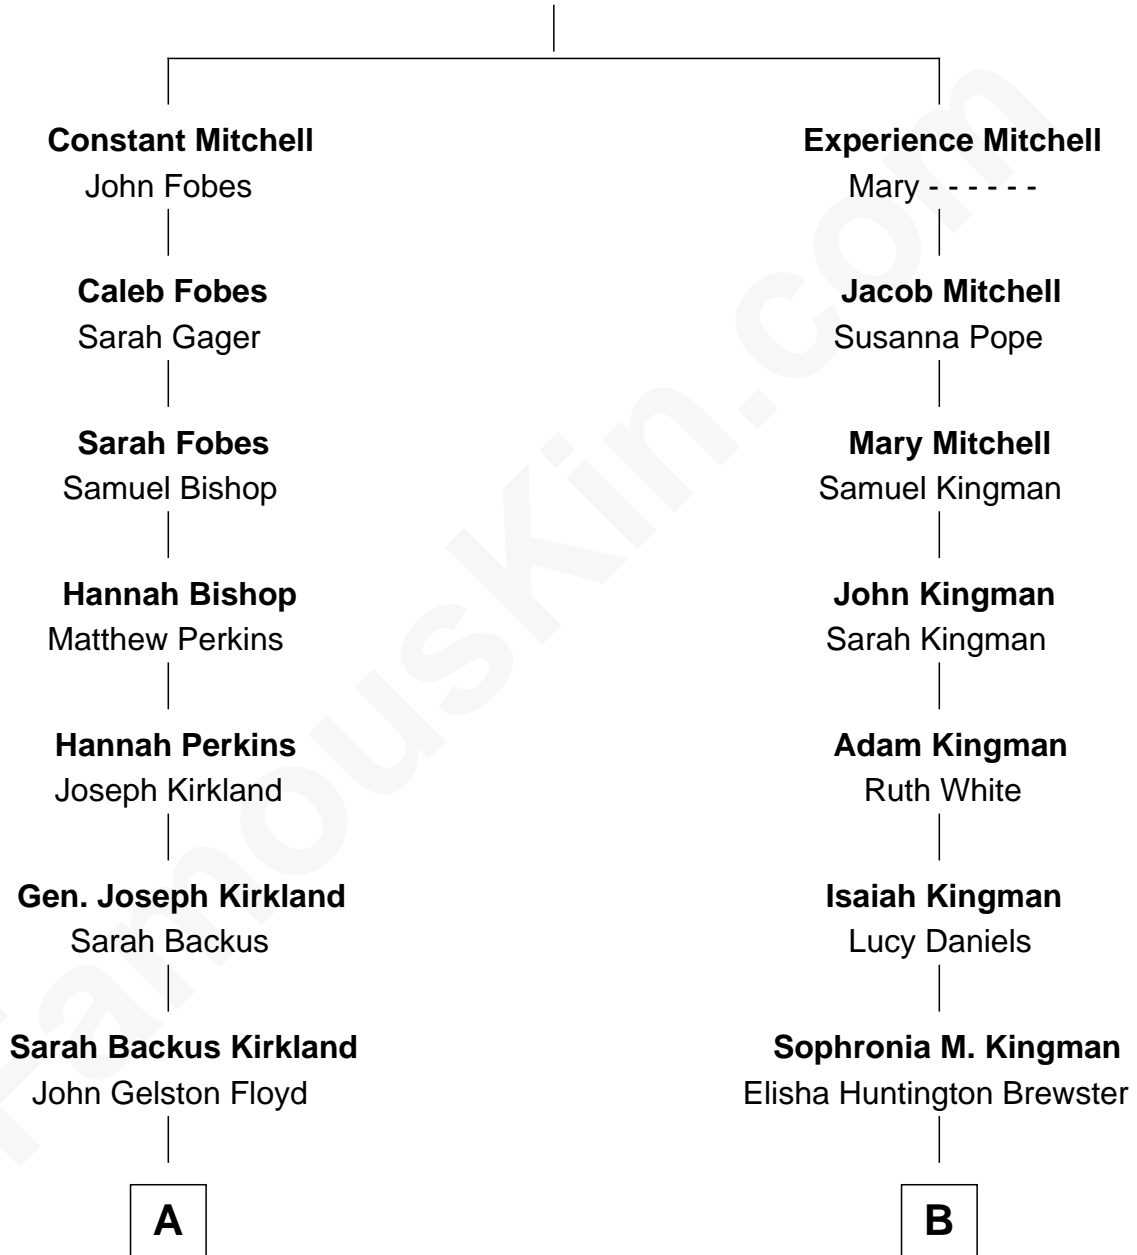 Constant Mitchell
John Fobes
Experience Mitchell
Mary - - - - - -
Caleb Fobes
Sarah Gager
Jacob Mitchell
Susanna Pope
Sarah Fobes
Samuel Bishop
Mary Mitchell
Samuel Kingman
Hannah Bishop
Matthew Perkins
John Kingman
Sarah Kingman
Hannah Perkins
Joseph Kirkland
Adam Kingman
Ruth White
Gen. Joseph Kirkland
Sarah Backus
Isaiah Kingman
Lucy Daniels
Sarah Backus Kirkland
John Gelston Floyd
Sophronia M. Kingman
Elisha Huntington Brewster
A
B
FamousKin.com